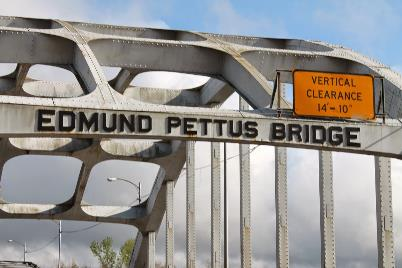 VERTICAL
CLEARANCE
14'- 10"
EDMUND PETTUS BRIDGE